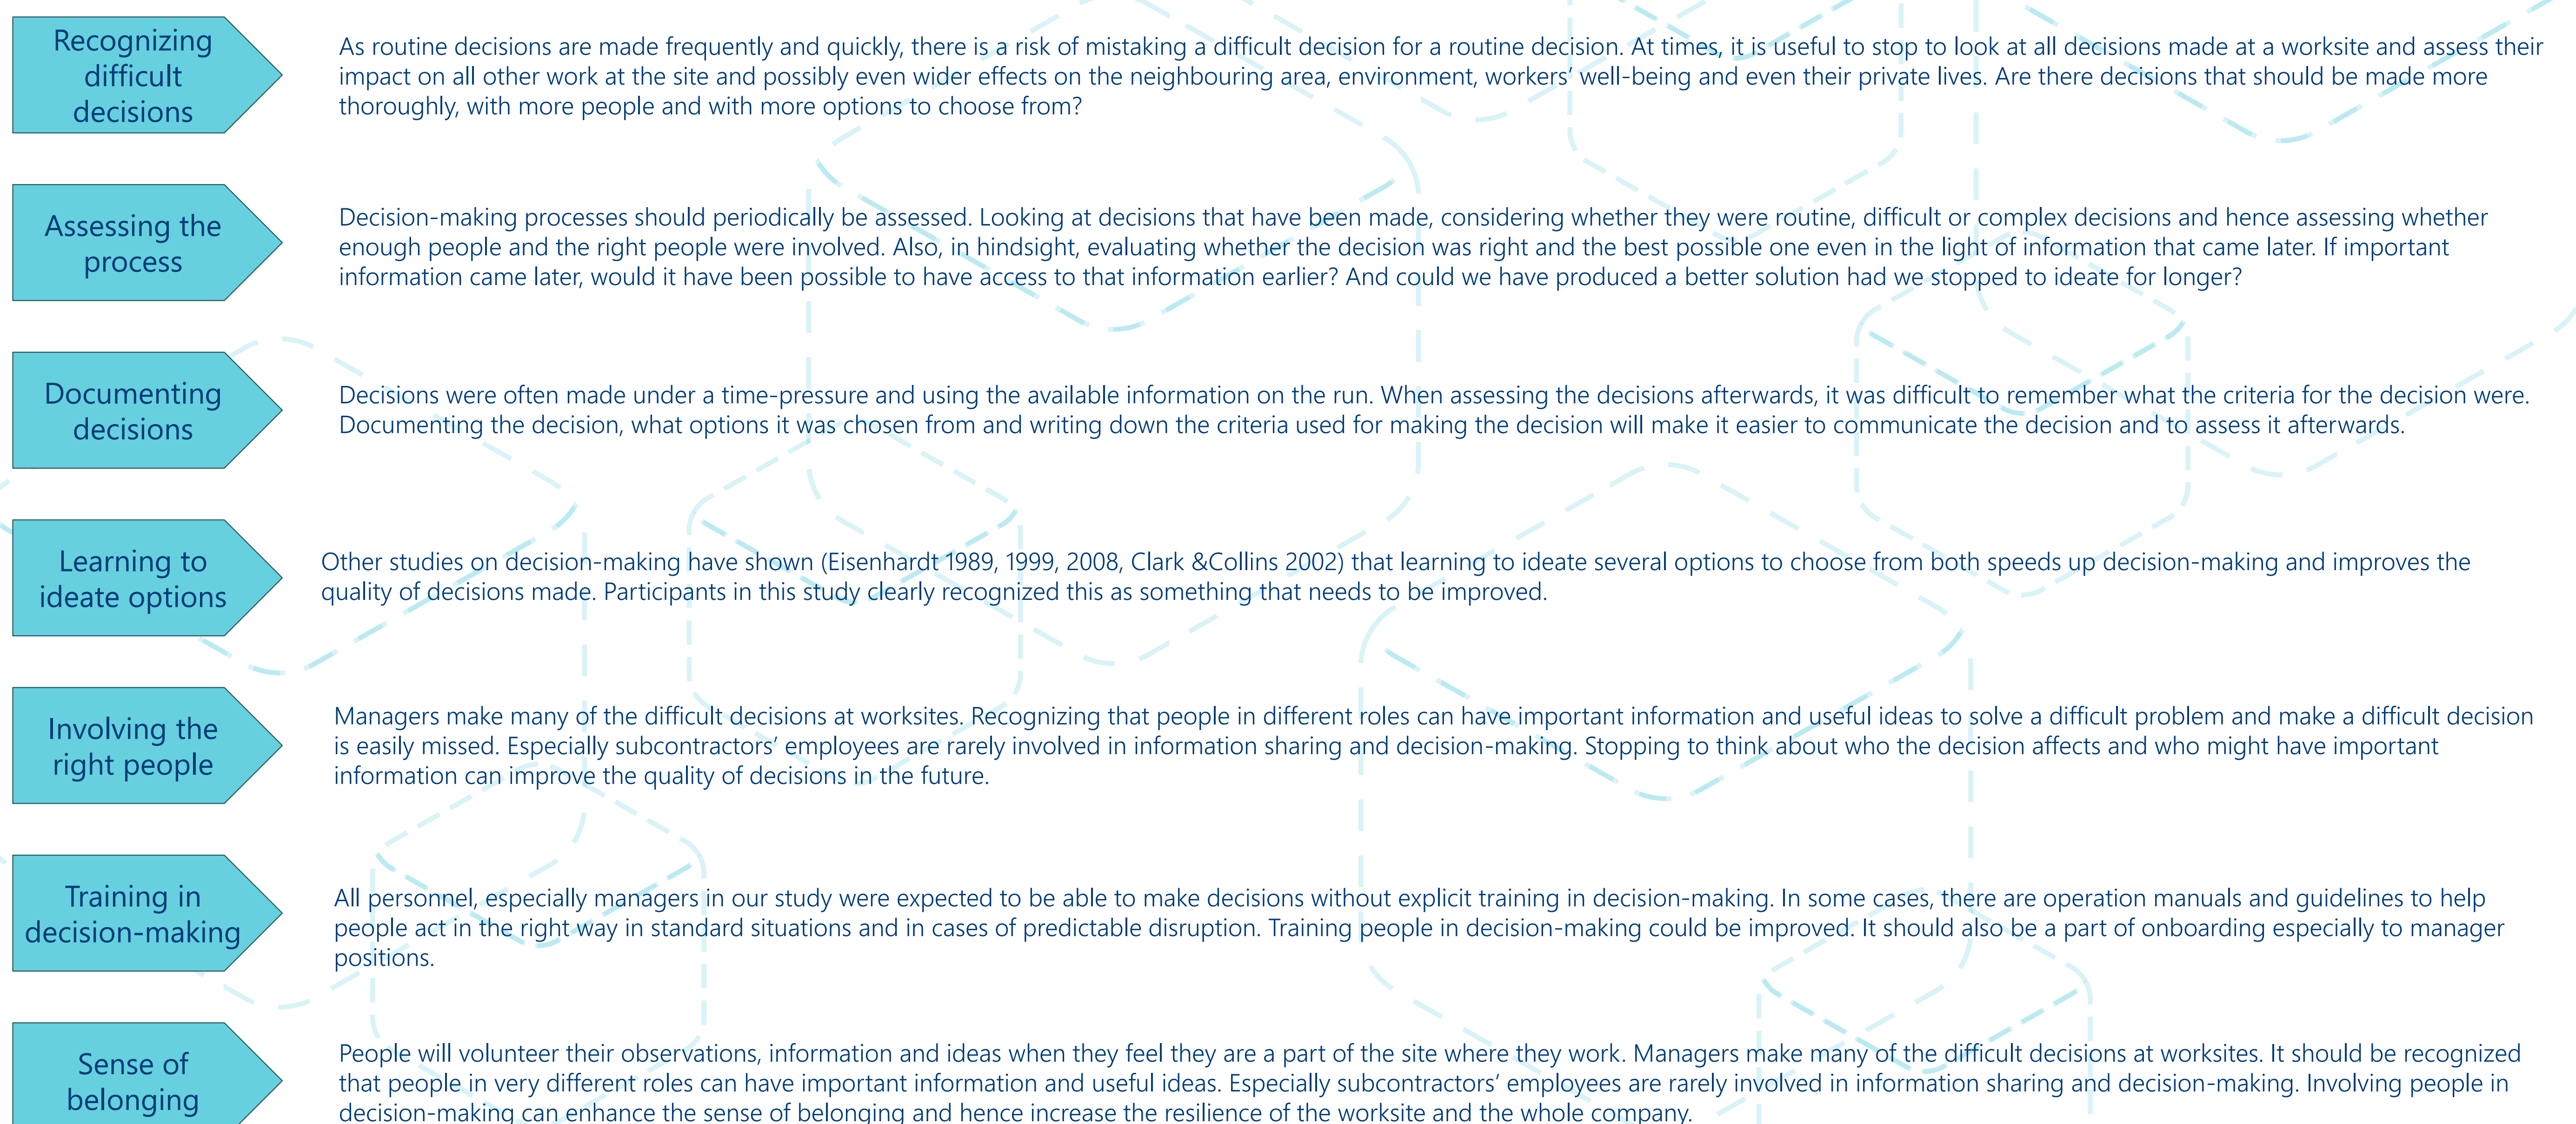 Recognizing
difficult
decisions
As routine decisions are made frequently and quickly, there is a risk of mistaking a difficult decision for a routine decision. At times, it is useful to stop to look at all decisions made at a worksite and assess their
impact on all other work at the site and possibly even wider effects on the neighbouring area, environment, workers’ well-being and even their private lives. Are there decisions that should be made more
thoroughly, with more people and with more options to choose from?
Assessing the
process
Decision-making processes should periodically be assessed. Looking at decisions that have been made, considering whether they were routine, difficult or complex decisions and hence assessing whether
enough people and the right people were involved. Also, in hindsight, evaluating whether the decision was right and the best possible one even in the light of information that came later. If important
information came later, would it have been possible to have access to that information earlier? And could we have produced a better solution had we stopped to ideate for longer?
Documenting
decisions
Decisions were often made under a time-pressure and using the available information on the run. When assessing the decisions afterwards, it was difficult to remember what the criteria for the decision were.
Documenting the decision, what options it was chosen from and writing down the criteria used for making the decision will make it easier to communicate the decision and to assess it afterwards.
Learning to
ideate options
Other studies on decision-making have shown (Eisenhardt 1989, 1999, 2008, Clark &Collins 2002) that learning to ideate several options to choose from both speeds up decision-making and improves the
quality of decisions made. Participants in this study clearly recognized this as something that needs to be improved.
Involving the
right people
Managers make many of the difficult decisions at worksites. Recognizing that people in different roles can have important information and useful ideas to solve a difficult problem and make a difficult decision
is easily missed. Especially subcontractors’ employees are rarely involved in information sharing and decision-making. Stopping to think about who the decision affects and who might have important
information can improve the quality of decisions in the future.
Training in
decision-making
All personnel, especially managers in our study were expected to be able to make decisions without explicit training in decision-making. In some cases, there are operation manuals and guidelines to help
people act in the right way in standard situations and in cases of predictable disruption. Training people in decision-making could be improved. It should also be a part of onboarding especially to manager
positions.
Sense of
belonging
People will volunteer their observations, information and ideas when they feel they are a part of the site where they work. Managers make many of the difficult decisions at worksites. It should be recognized
that people in very different roles can have important information and useful ideas. Especially subcontractors’ employees are rarely involved in information sharing and decision-making. Involving people in
decision-making can enhance the sense of belonging and hence increase the resilience of the worksite and the whole company.